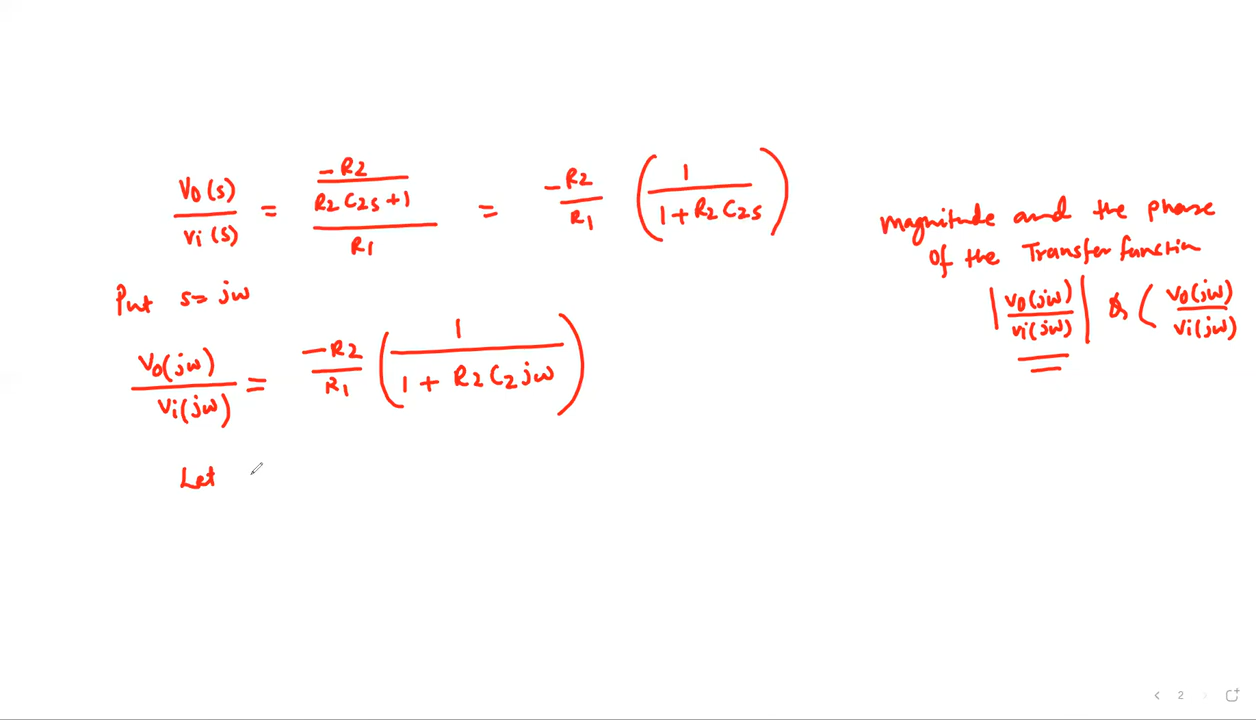 Vo(s)/Vi(s) = (-R2/(R2C2s+1))/R1 = -R2/R1 (1/(1+R2C2s))
magnitude and the phase
of the Transfer function
|Vo(jw)/Vi(jw)| & ∠ Vo(jw)/Vi(jw)
Put s= jw
Vo(jw)/Vi(jw) = -R2/R1 (1/(1+R2C2jw))
Let
2